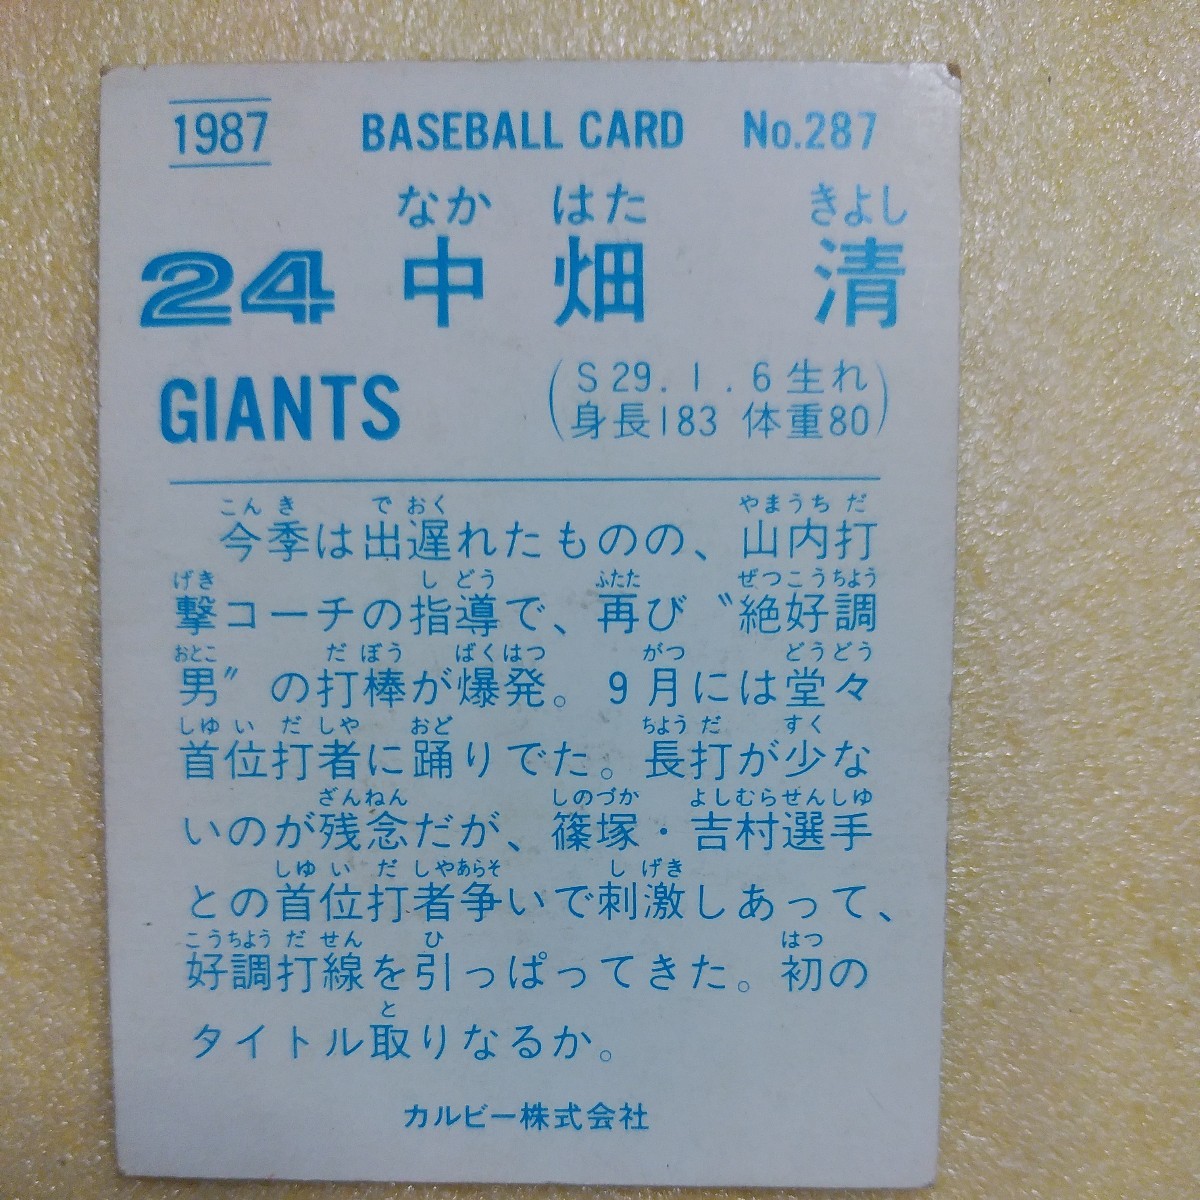 1987 BASEBALL CARD No.287
なか はた きよし
24 中畑 清
GIANTS
(S29.1.6生れ
身長183 体重80)
こんき でおく やまうちだ
今季は出遅れたものの、山内打
げき しどう ふたた ぜつこうちよう
撃コーチの指導で、再び〝絶好調
おとこ だぼう ばくはつ がつ どうどう
男〟の打棒が爆発。9月には堂々
しゆいだしや おど ちようだ すく
首位打者に踊りでた。長打が少な
ざんねん しのづか よしむらせんしゆ
いのが残念だが、篠塚・吉村選手
しゆいだしやあらそ しげき
との首位打者争いで刺激しあって、
こうちようだせん ひ はつ
好調打線を引っぱってきた。初の
と
タイトル取りなるか。
カルビー株式会社